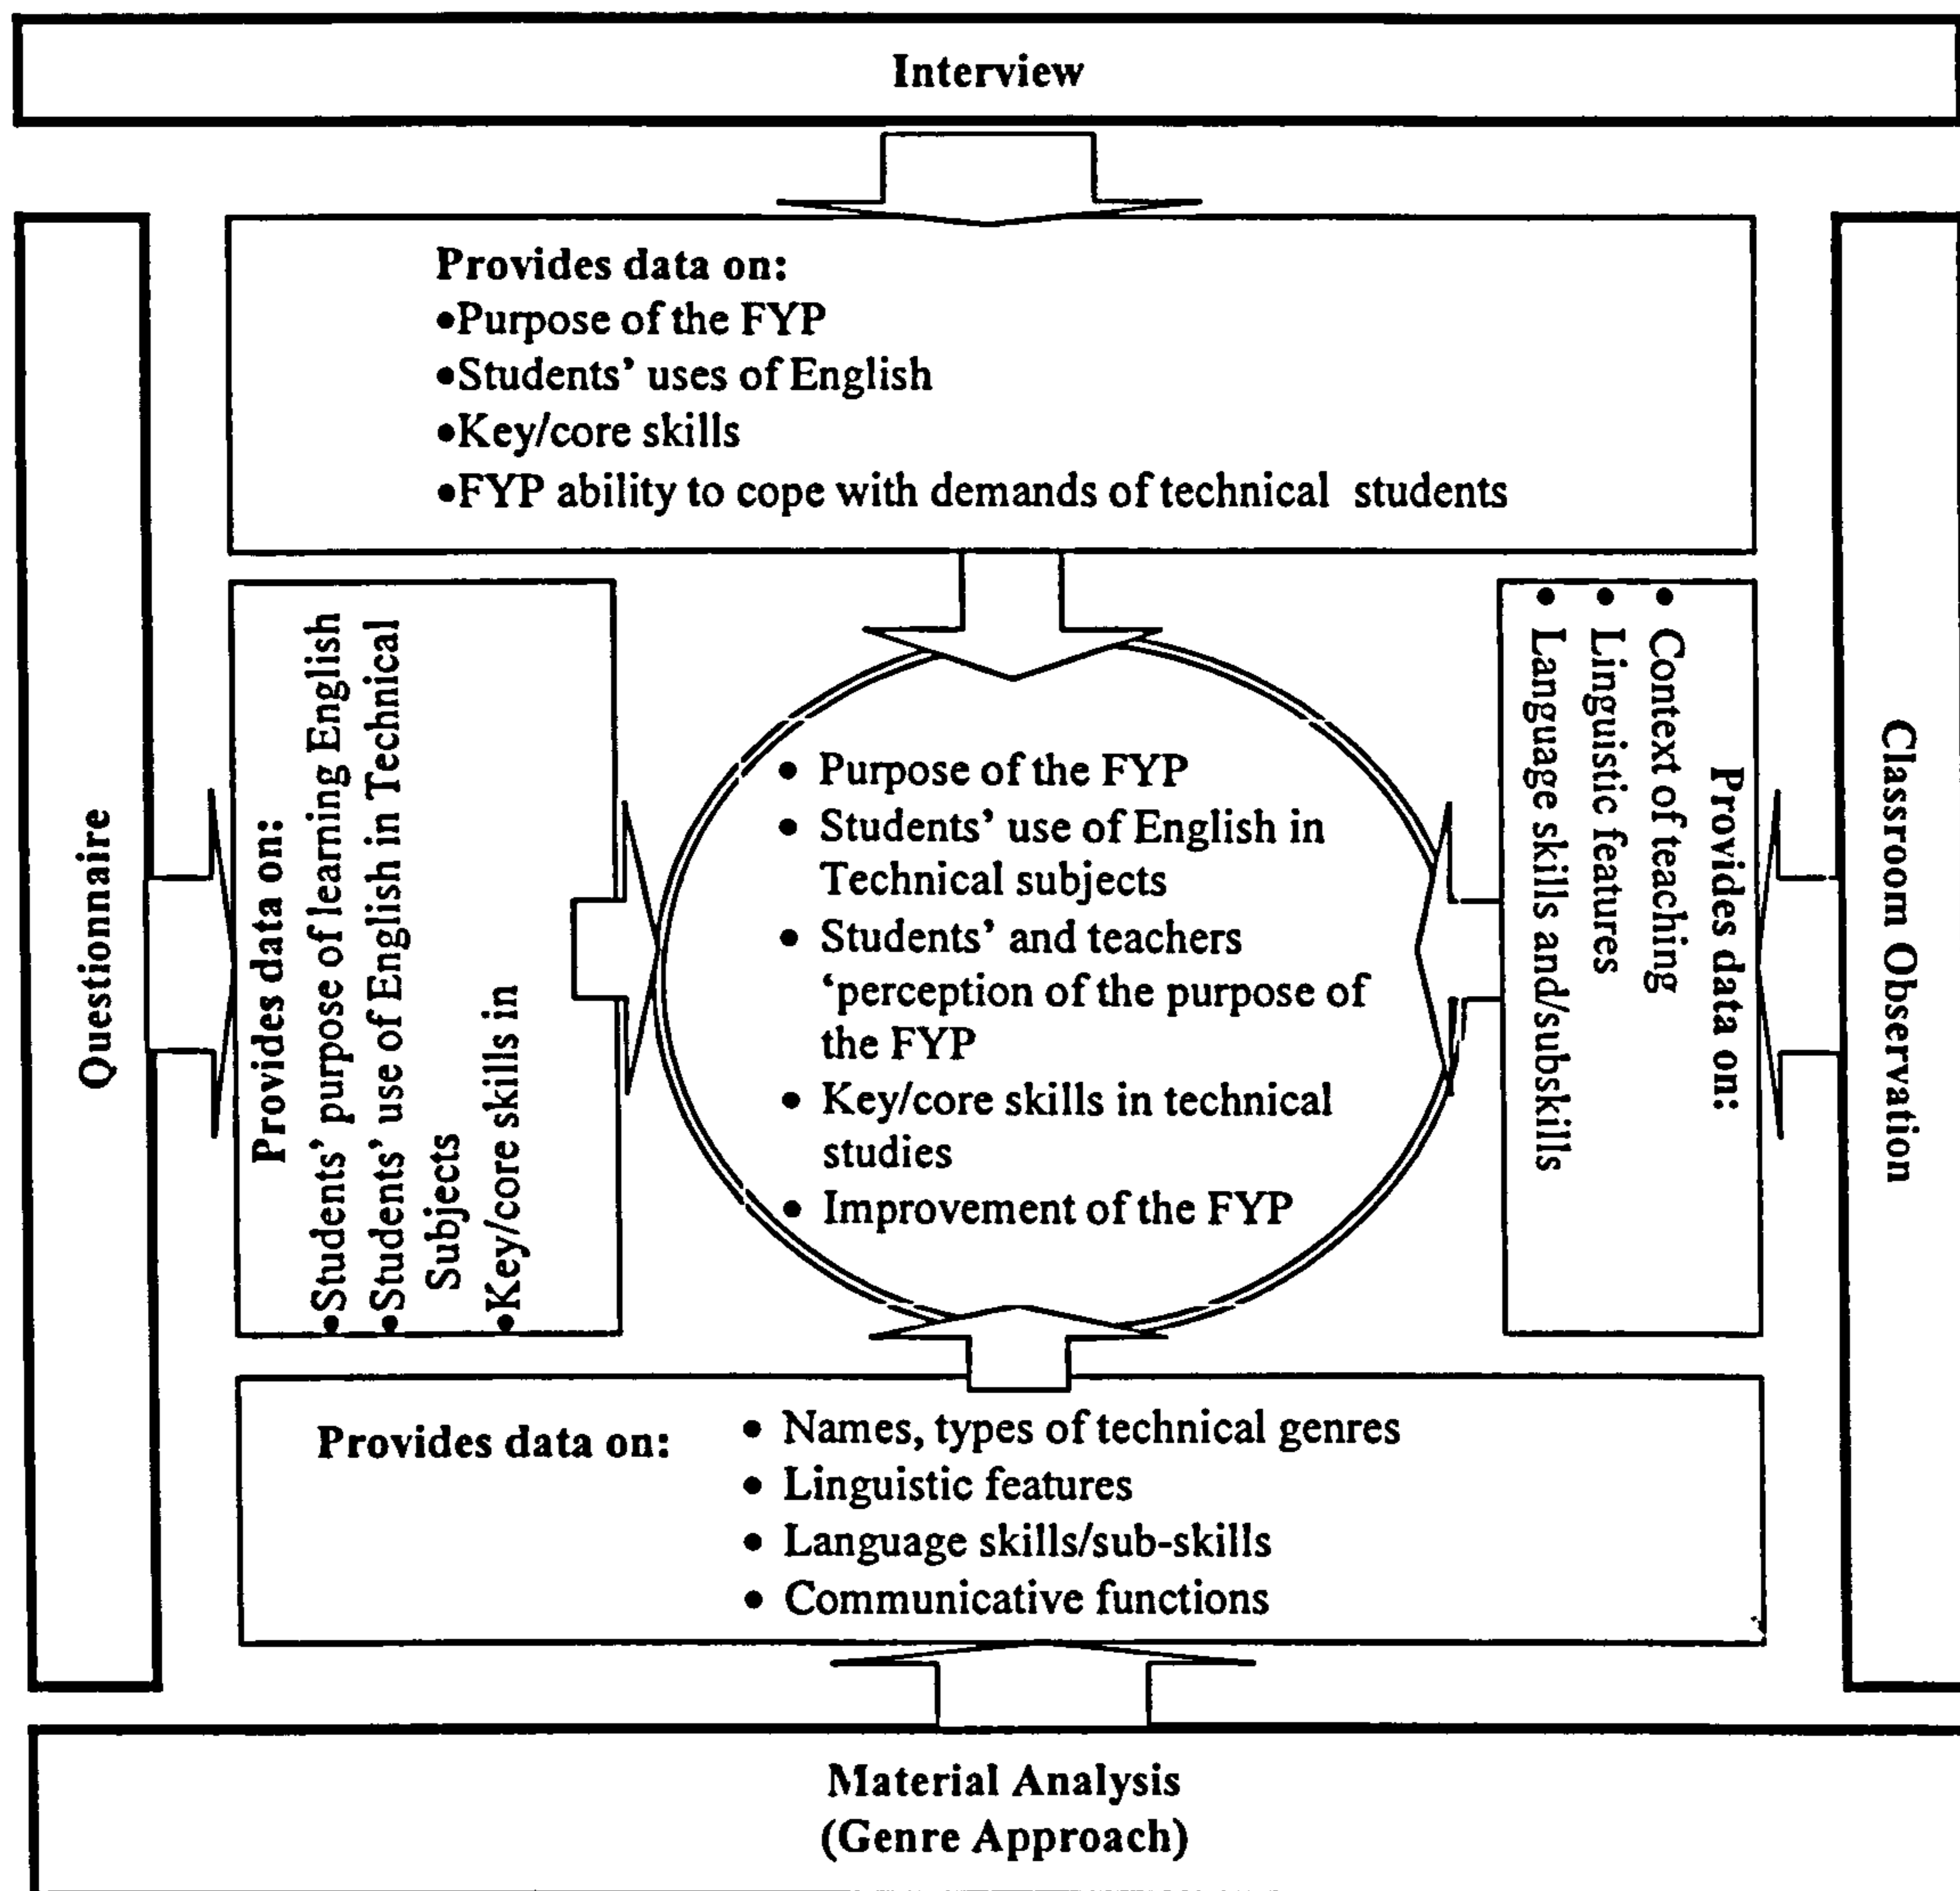 Interview
Provides data on:
•Purpose of the FYP
•Students’ uses of English
•Key/core skills
•FYP ability to cope with demands of technical students
Questionnaire
Provides data on:
•Students’ purpose of learning English
•Students’ use of English in Technical
Subjects
•Key/core skills in
• Purpose of the FYP
• Students’ use of English in
Technical subjects
• Students’ and teachers
‘perception of the purpose of
the FYP
• Key/core skills in technical
studies
• Improvement of the FYP
Provides data on:
• Context of teaching
• Linguistic features
• Language skills and/subskills
Classroom Observation
Provides data on:
• Names, types of technical genres
• Linguistic features
• Language skills/sub-skills
• Communicative functions
Material Analysis
(Genre Approach)